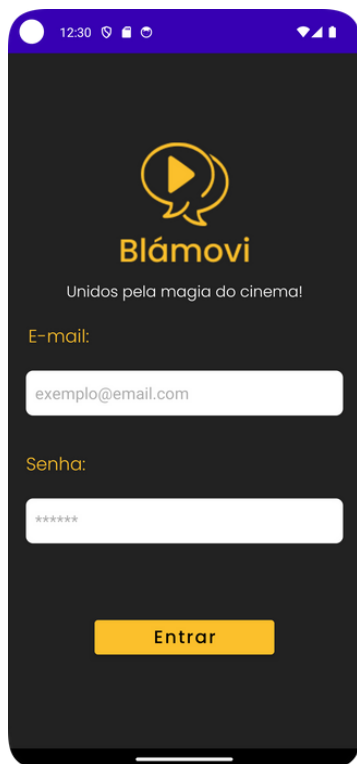 12:30
Blámovi
Unidos pela magia do cinema!
E-mail:
exemplo@email.com
Senha:
******
Entrar